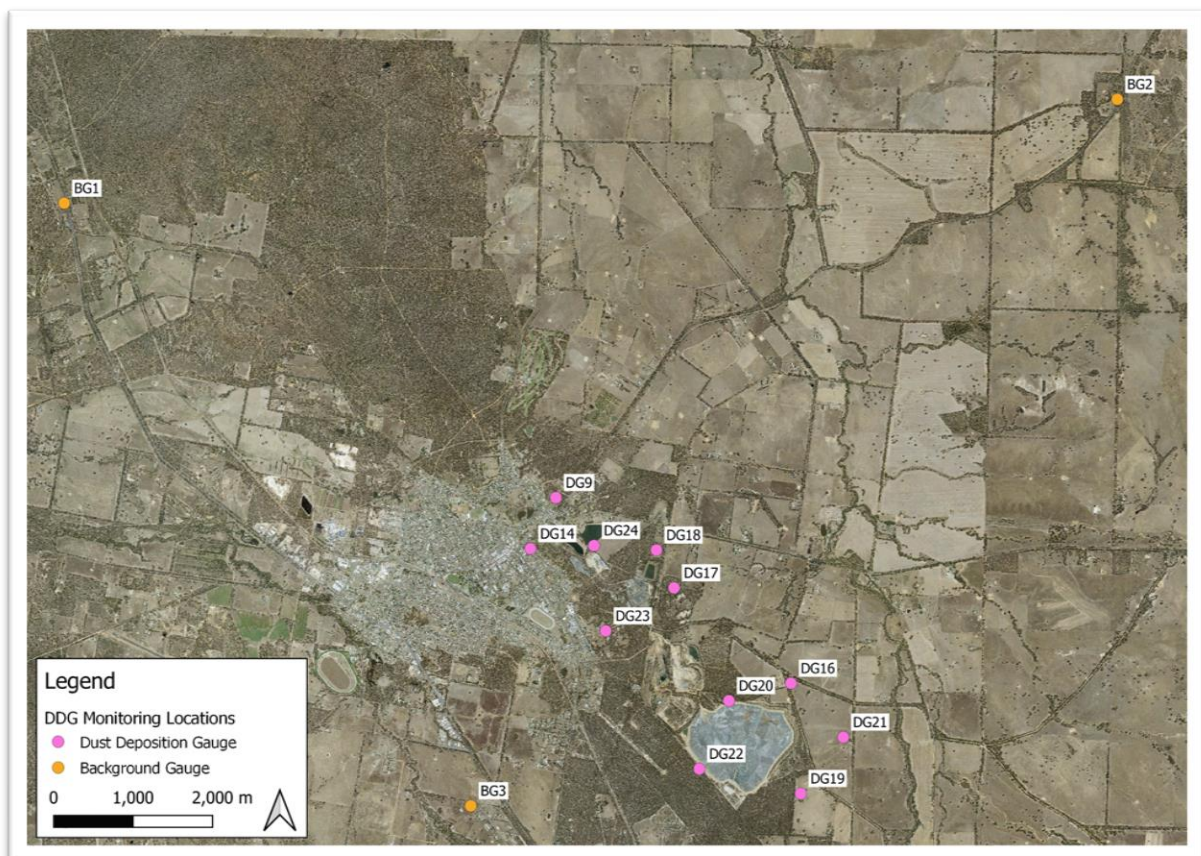 BG2
BG1
DG9
DG14
DG24
DG18
DG17
DG23
DG16
DG20
DG21
DG22
DG19
BG3
Legend
DDG Monitoring Locations
Dust Deposition Gauge
Background Gauge
0 1,000 2,000 m